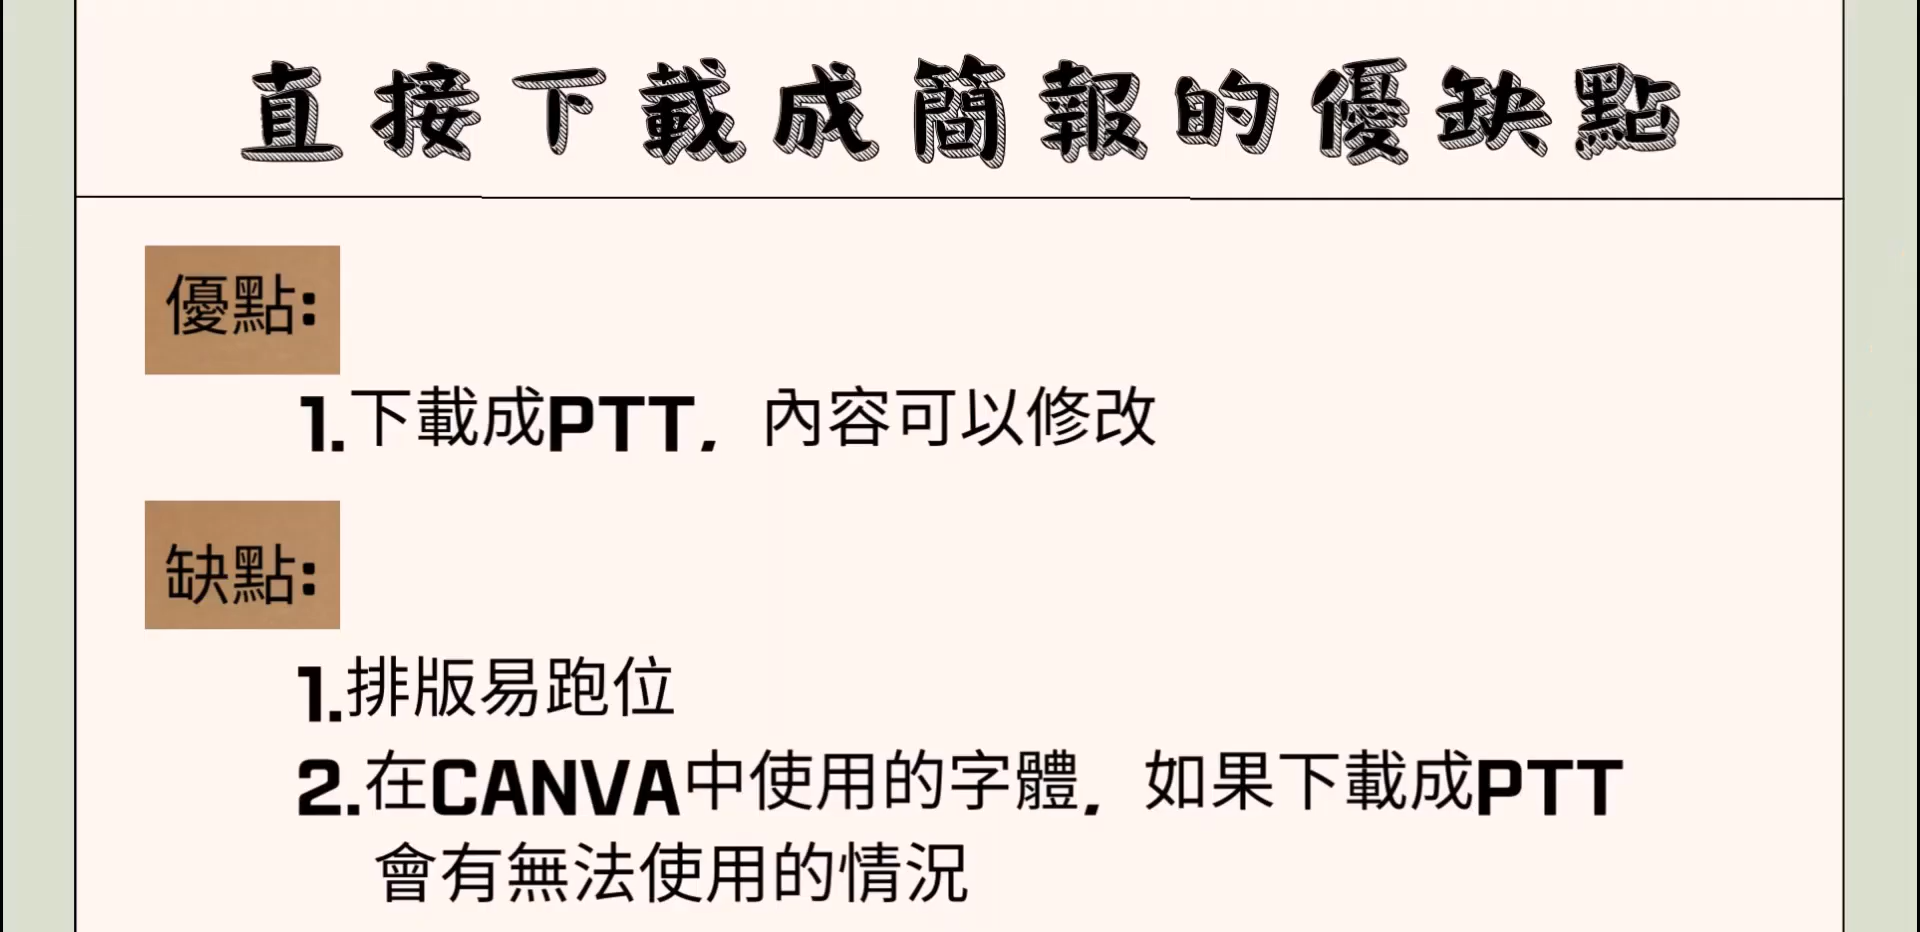 直接下載成簡報的優缺點
優點:
1.下載成PTT, 內容可以修改
缺點:
1.排版易跑位
2.在CANVA中使用的字體, 如果下載成PTT
會有無法使用的情況